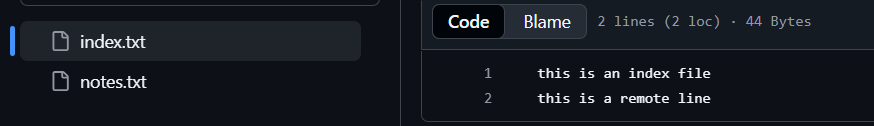 index.txt
notes.txt
Code Blame 2 lines (2 loc) · 44 Bytes
1 this is an index file
2 this is a remote line